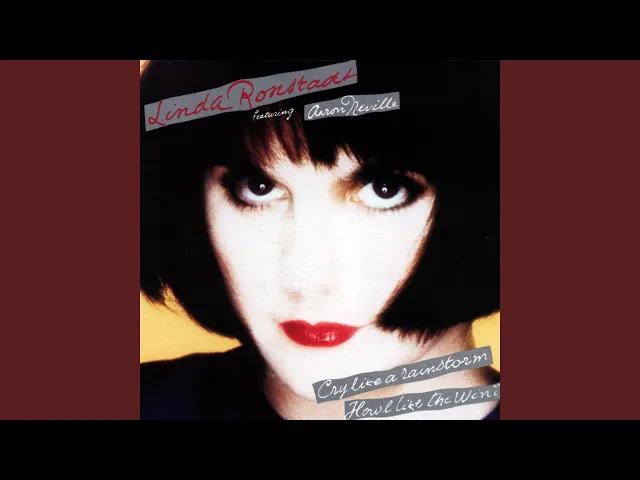 Linda Ronstadt
featuring Aaron Neville
Cry like a rainstorm
Howl like the Wind